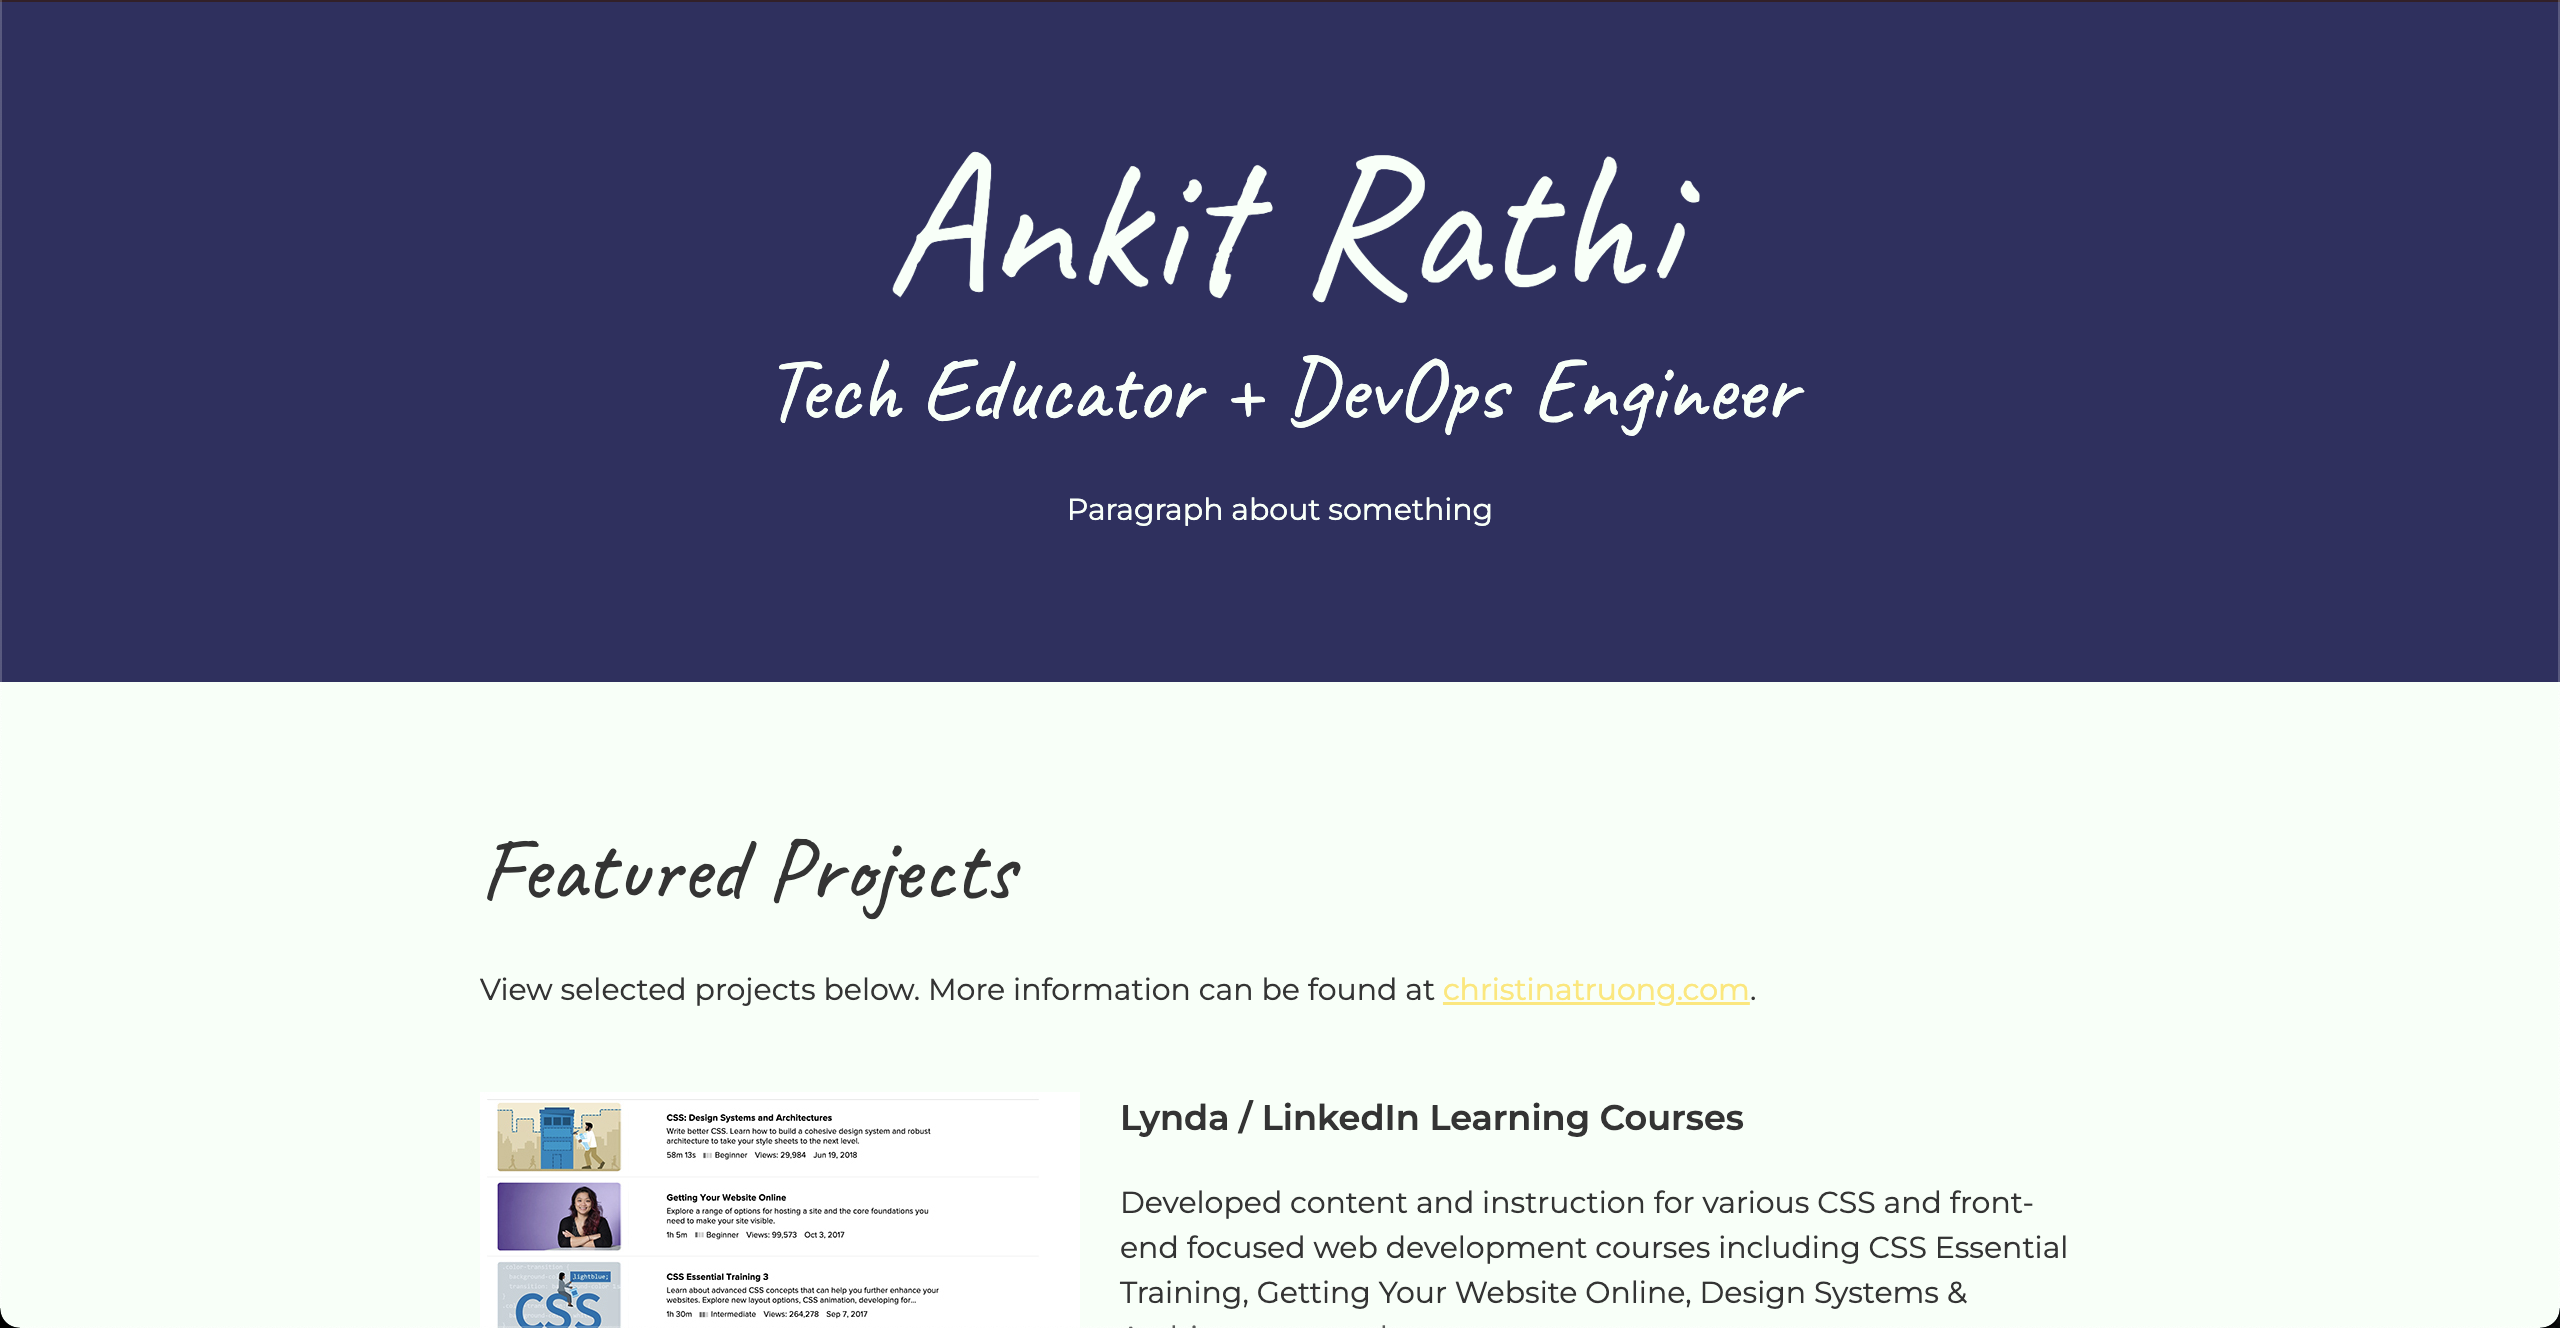 Ankit Rathi
Tech Educator + DevOps Engineer
Paragraph about something
Featured Projects
View selected projects below. More information can be found at christinatruong.com.
CSS: Design Systems and Architectures
Write better CSS. Learn how to build a cohesive design system and robust
architecture to take your style sheets to the next level.
58m 13s Beginner Views: 29,984 Jun 19, 2018
Getting Your Website Online
Explore a range of options for hosting a site and the core foundations you
need to make your site visible.
1h 5m Beginner Views: 99,573 Oct 3, 2017
lightblue;
CSS
CSS Essential Training 3
Learn about advanced CSS concepts that can help you further enhance your
websites. Explore new layout options, CSS animation, developing for...
1h 30m Intermediate Views: 264,278 Sep 7, 2017
Lynda / LinkedIn Learning Courses
Developed content and instruction for various CSS and front-
end focused web development courses including CSS Essential
Training, Getting Your Website Online, Design Systems &